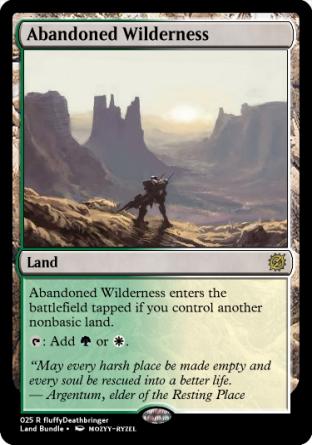 Abandoned Wilderness
Land
Abandoned Wilderness enters the
battlefield tapped if you control another
nonbasic land.
: Add or .
“May every harsh place be made empty and
every soul be rescued into a better life.
— Argentum, elder of the Resting Place
025 R fluffyDeathbringer
Land Bundle • MOZYY-RYZEL